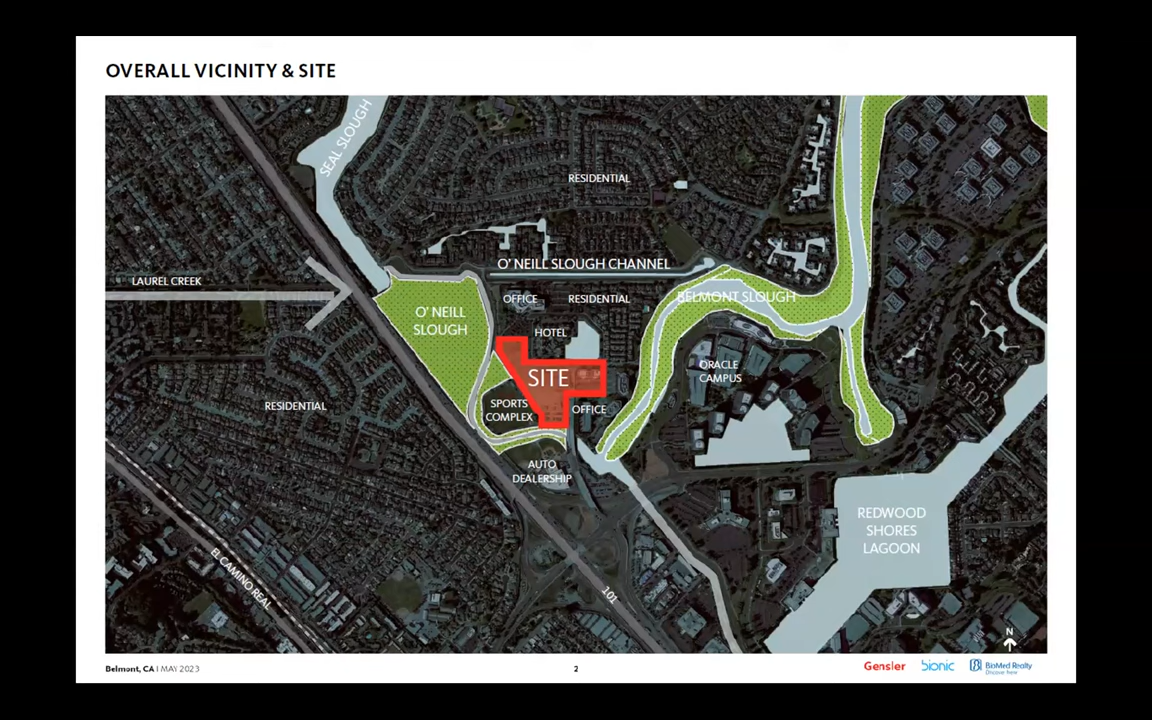 OVERALL VICINITY & SITE
SEAL SLOUGH
RESIDENTIAL
O' NEILL SLOUGH CHANNEL
LAUREL CREEK
OFFICE
RESIDENTIAL
BELMONT SLOUGH
O' NEILL
SLOUGH
HOTEL
SITE
ORACLE
CAMPUS
RESIDENTIAL
SPORTS
COMPLEX
OFFICE
AUTO
DEALERSHIP
REDWOOD
SHORES
LAGOON
EL CAMINO REAL
101
N
Belmont, CA | MAY 2023
2
Gensler
bionic
BioMed Realty
Discover here